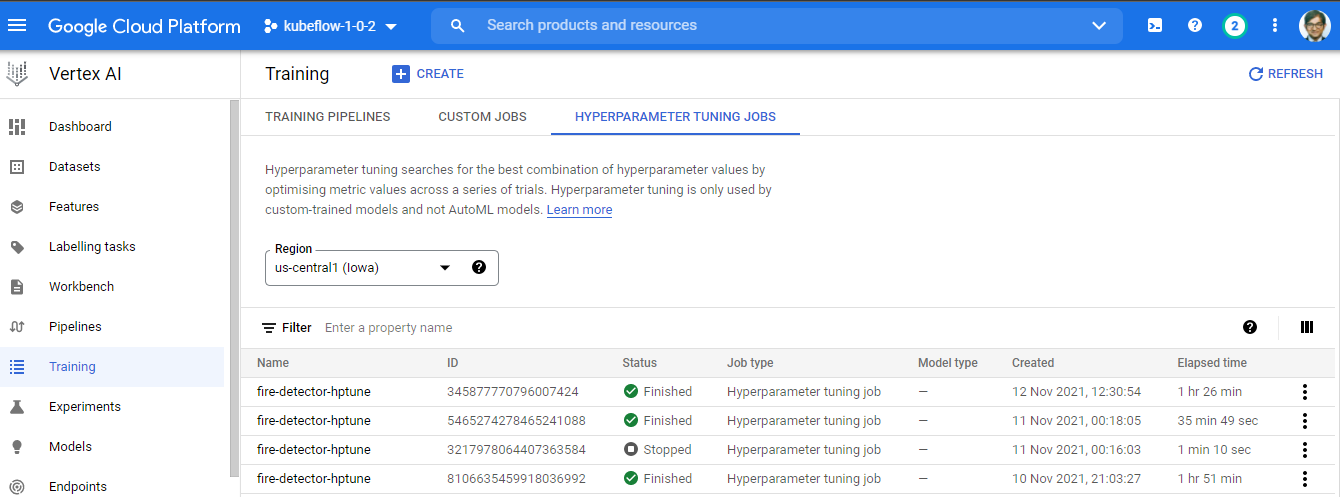 Google Cloud Platform kubeflow-1-0-2 Search products and resources 2
Vertex AI Training CREATE REFRESH
Dashboard
Datasets
Features
Labelling tasks
Workbench
Pipelines
Training
Experiments
Models
Endpoints
TRAINING PIPELINES CUSTOM JOBS HYPERPARAMETER TUNING JOBS
Hyperparameter tuning searches for the best combination of hyperparameter values by
optimising metric values across a series of trials. Hyperparameter tuning is only used by
custom-trained models and not AutoML models. Learn more
Region
us-central1 (Iowa)
Filter Enter a property name
Name ID Status Job type Model type Created Elapsed time
fire-detector-hptune 345877770796007424 Finished Hyperparameter tuning job — 12 Nov 2021, 12:30:54 1 hr 26 min
fire-detector-hptune 5465274278465241088 Finished Hyperparameter tuning job — 11 Nov 2021, 00:18:05 35 min 49 sec
fire-detector-hptune 3217978064407363584 Stopped Hyperparameter tuning job — 11 Nov 2021, 00:16:03 1 min 10 sec
fire-detector-hptune 8106635459918036992 Finished Hyperparameter tuning job — 10 Nov 2021, 21:03:27 1 hr 51 min